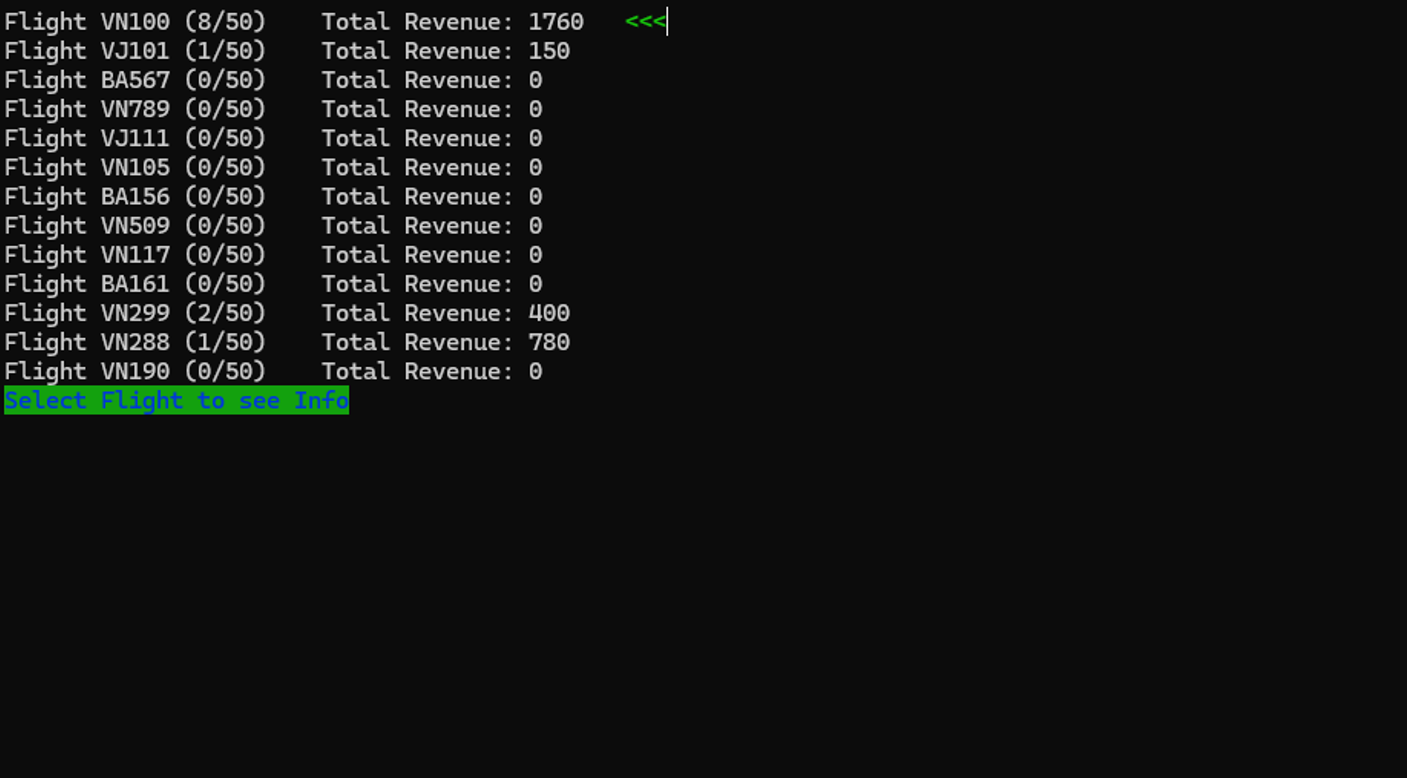 Flight VN100 (8/50)    Total Revenue: 1760   <<<
Flight VJ101 (1/50)    Total Revenue: 150
Flight BA567 (0/50)    Total Revenue: 0
Flight VN789 (0/50)    Total Revenue: 0
Flight VJ111 (0/50)    Total Revenue: 0
Flight VN105 (0/50)    Total Revenue: 0
Flight BA156 (0/50)    Total Revenue: 0
Flight VN509 (0/50)    Total Revenue: 0
Flight VN117 (0/50)    Total Revenue: 0
Flight BA161 (0/50)    Total Revenue: 0
Flight VN299 (2/50)    Total Revenue: 400
Flight VN288 (1/50)    Total Revenue: 780
Flight VN190 (0/50)    Total Revenue: 0
Select Flight to see Info